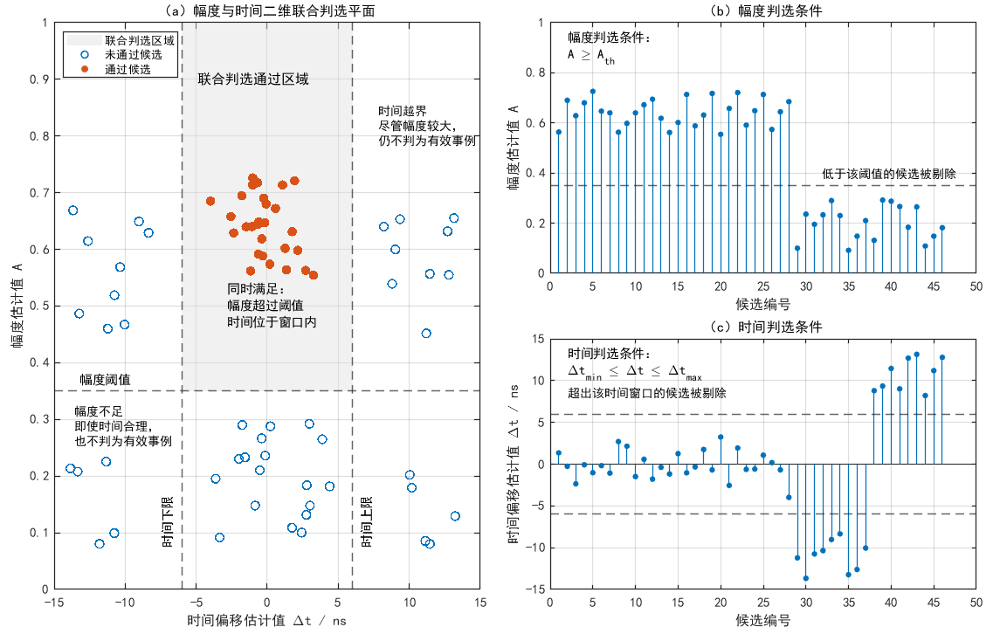 （a）幅度与时间二维联合判选平面
联合判选区域
未通过候选
通过候选
联合判选通过区域
时间越界
尽管幅度较大，
仍不判为有效事例
同时满足：
幅度超过阈值
时间位于窗口内
幅度阈值
幅度不足
即使时间合理，
也不判为有效事例
时间下限
时间上限
幅度估计值 A
1
0.9
0.8
0.7
0.6
0.5
0.4
0.3
0.2
0.1
0
-15 -10 -5 0 5 10 15
时间偏移估计值 Δt / ns
（b）幅度判选条件
幅度判选条件：
A ≥ A_th
低于该阈值的候选被剔除
幅度估计值 A
1
0.8
0.6
0.4
0.2
0
0 5 10 15 20 25 30 35 40 45 50
候选编号
（c）时间判选条件
时间判选条件：
Δt_min ≤ Δt ≤ Δt_max
超出该时间窗口的候选被剔除
时间偏移估计值 Δt / ns
15
10
5
0
-5
-10
-15
0 5 10 15 20 25 30 35 40 45 50
候选编号